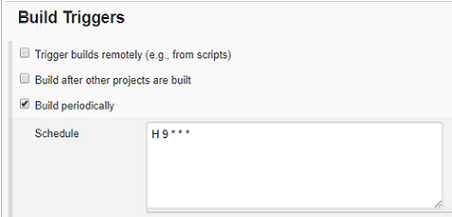 Build Triggers
Trigger builds remotely (e.g., from scripts)
Build after other projects are built
Build periodically
Schedule
H 9 * * *